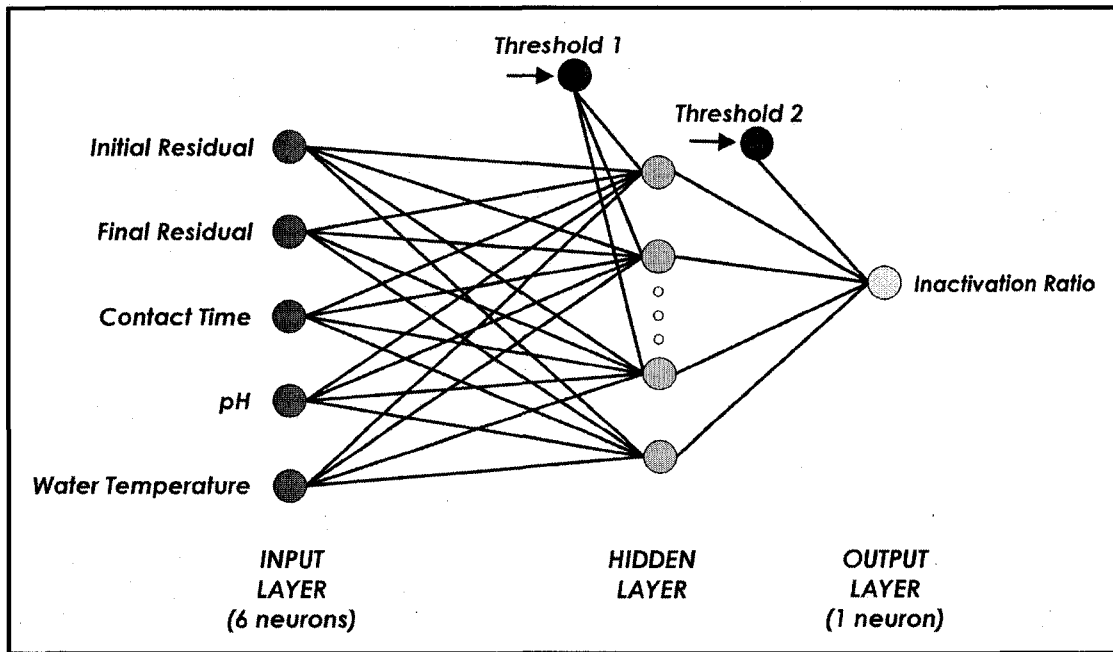 Threshold 1
Threshold 2
Initial Residual
Final Residual
Contact Time
pH
Water Temperature
Inactivation Ratio
INPUT
LAYER
(6 neurons)
HIDDEN
LAYER
OUTPUT
LAYER
(1 neuron)